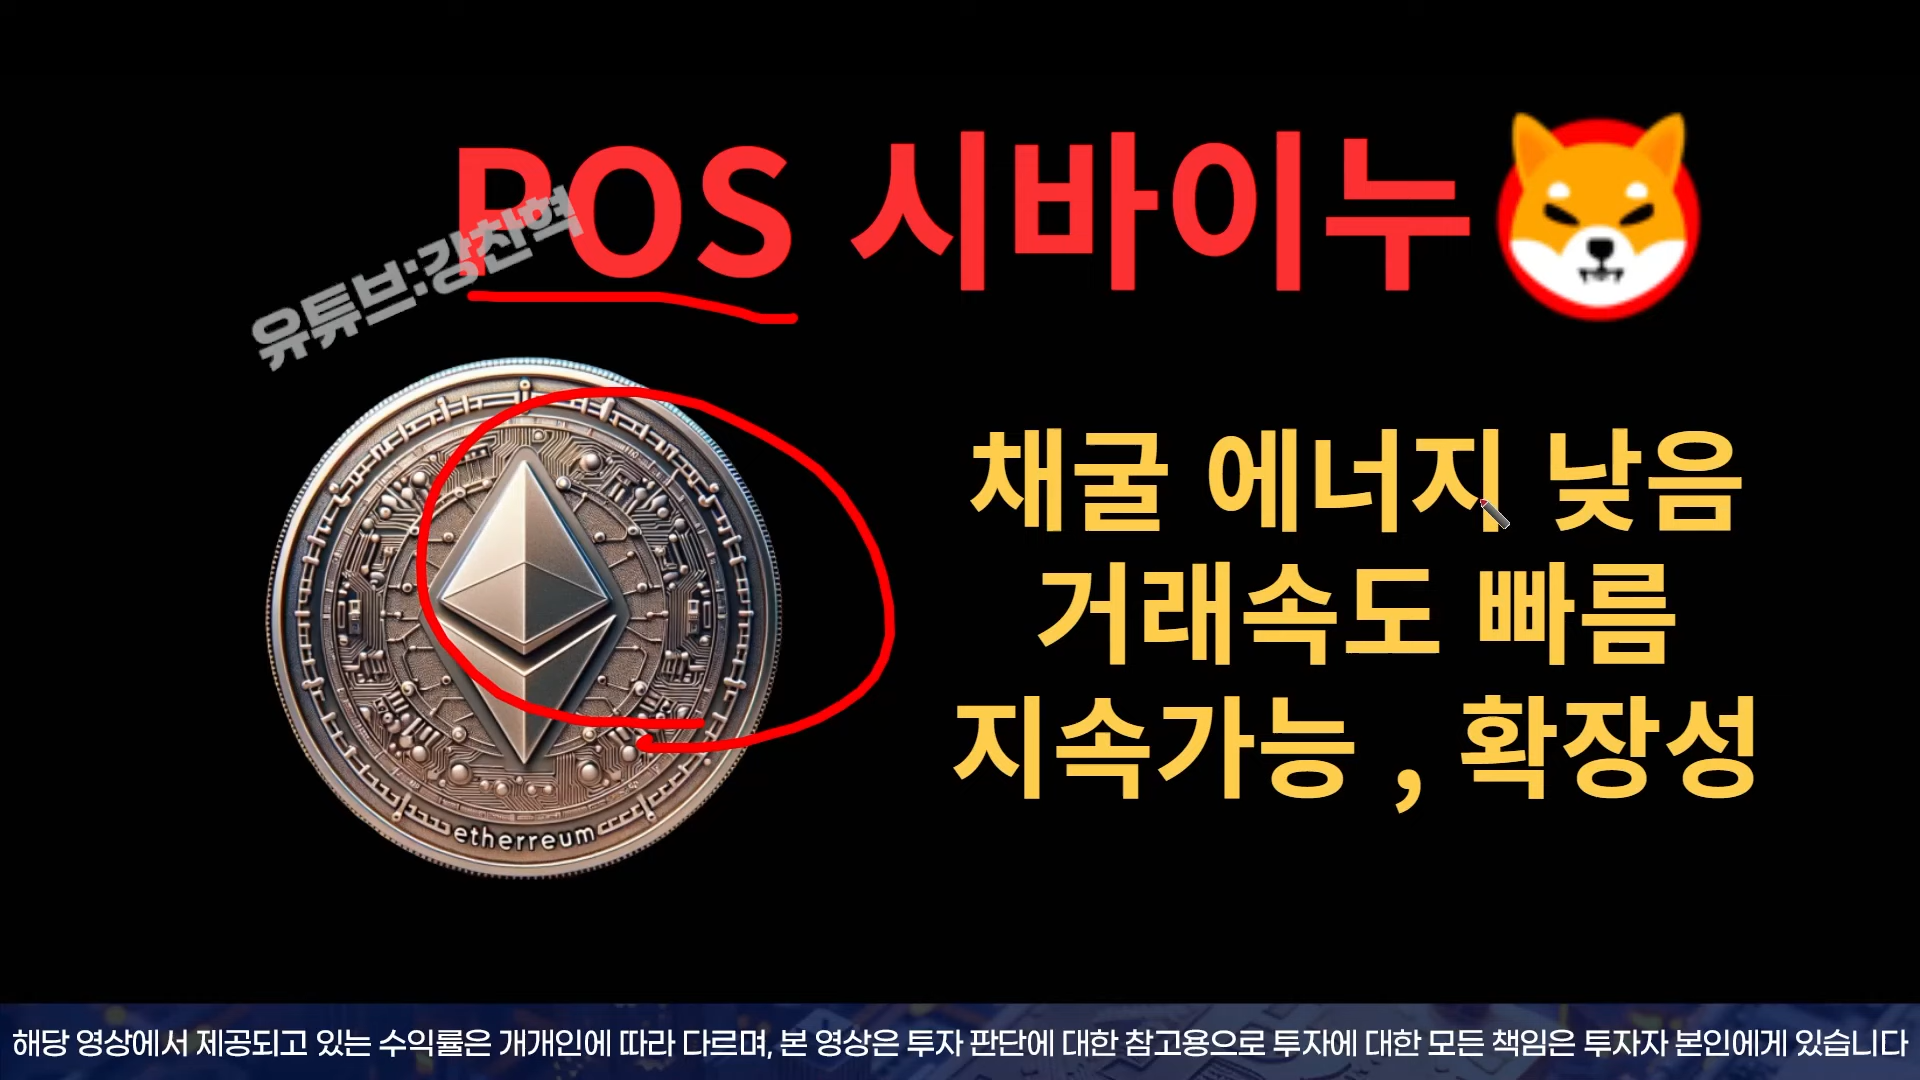 POS 시바이누
유튜브:강찬혁
채굴 에너지 낮음
거래속도 빠름
지속가능 , 확장성
etherreum
해당 영상에서 제공되고 있는 수익률은 개개인에 따라 다르며, 본 영상은 투자 판단에 대한 참고용으로 투자에 대한 모든 책임은 투자자 본인에게 있습니다